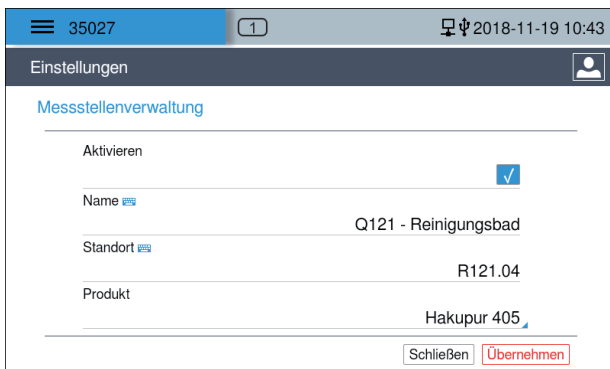 35027 1 2018-11-19 10:43
Einstellungen
Messstellenverwaltung
Aktivieren
Name
Q121 - Reinigungsbad
Standort
R121.04
Produkt
Hakupur 405
Schließen Übernehmen